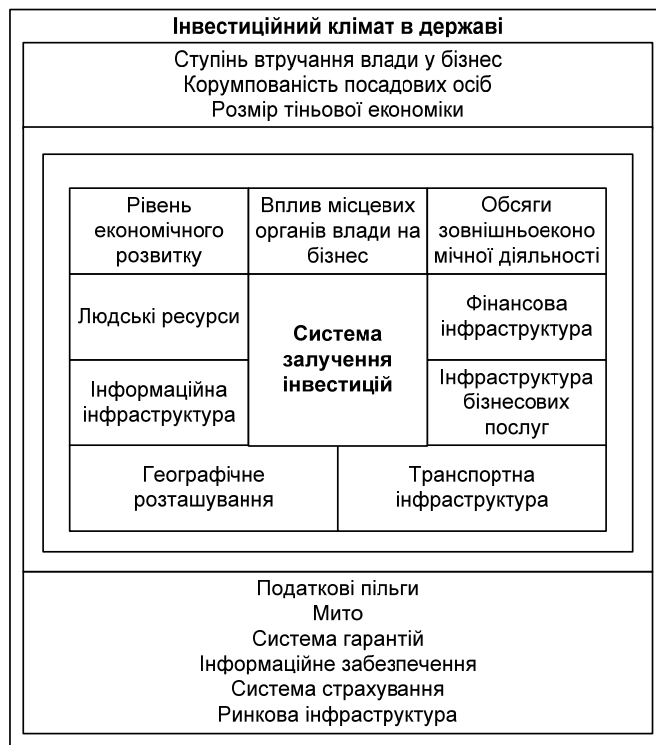 Інвестиційний клімат в державі
Ступінь втручання влади у бізнес
Корумпованість посадових осіб
Розмір тіньової економіки
Рівень
економічного
розвитку
Вплив місцевих
органів влади на
бізнес
Обсяги
зовнішньоеконо
мічної діяльності
Людські ресурси
Система
залучення
інвестицій
Фінансова
інфраструктура
Інформаційна
інфраструктура
Інфраструктура
бізнесових
послуг
Географічне
розташування
Транспортна
інфраструктура
Податкові пільги
Мито
Система гарантій
Інформаційне забезпечення
Система страхування
Ринкова інфраструктура